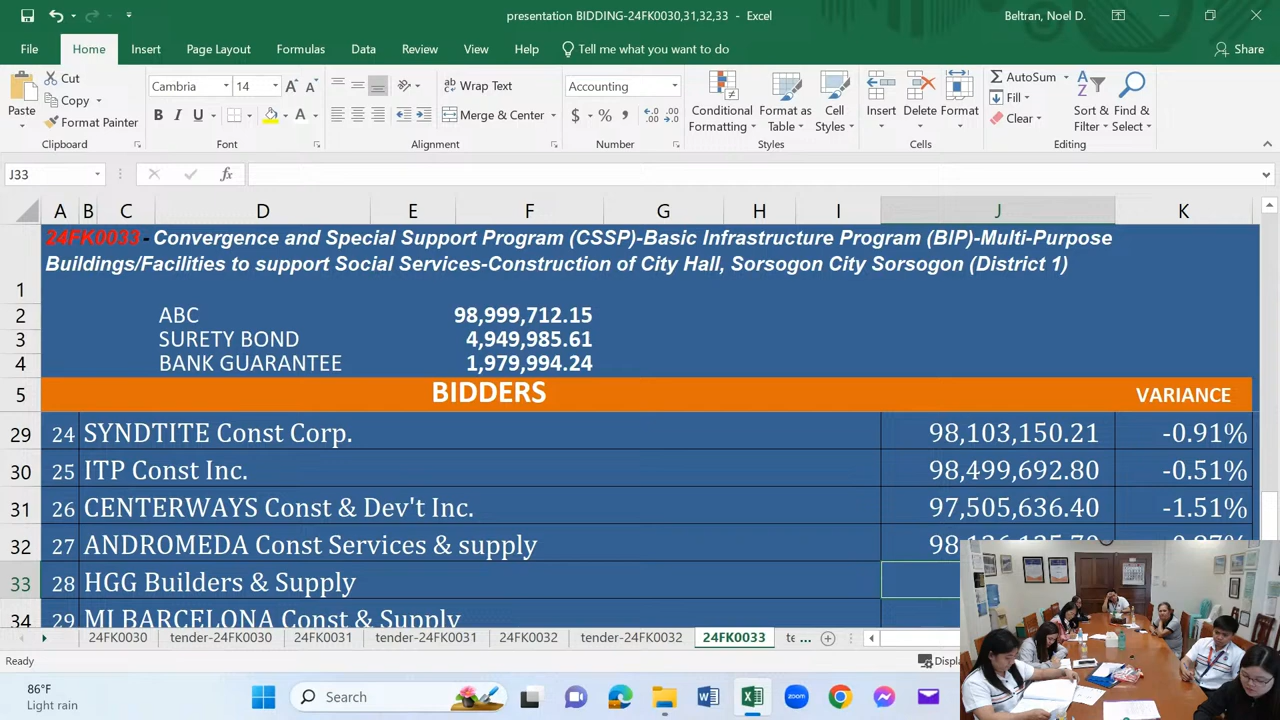 presentation BIDDING-24FK0030,31,32,33 - Excel
Beltran, Noel D.
File Home Insert Page Layout Formulas Data Review View Help Tell me what you want to do Share
Paste
Cut
Copy
Format Painter
Clipboard
Cambria 14
B I U
Font
Wrap Text
Merge & Center
Alignment
Accounting
$ % ,
Number
Conditional Formatting
Format as Table
Cell Styles
Styles
Insert
Delete
Format
Cells
AutoSum
Fill
Clear
Sort & Filter
Find & Select
Editing
J33
fx
A B C D E F G H I J K
24FK0033 - Convergence and Special Support Program (CSSP)-Basic Infrastructure Program (BIP)-Multi-Purpose
Buildings/Facilities to support Social Services-Construction of City Hall, Sorsogon City Sorsogon (District 1)
1
2 ABC 98,999,712.15
3 SURETY BOND 4,949,985.61
4 BANK GUARANTEE 1,979,994.24
5 BIDDERS VARIANCE
29 24 SYNDTITE Const Corp. 98,103,150.21 -0.91%
30 25 ITP Const Inc. 98,499,692.80 -0.51%
31 26 CENTERWAYS Const & Dev't Inc. 97,505,636.40 -1.51%
32 27 ANDROMEDA Const Services & supply
33 28 HGG Builders & Supply
34 29 MI BARCELONA Const & Supply
24FK0030 tender-24FK0030 24FK0031 tender-24FK0031 24FK0032 tender-24FK0032 24FK0033 te ...
Ready
Displa
86°F
Light rain
Search
zoom